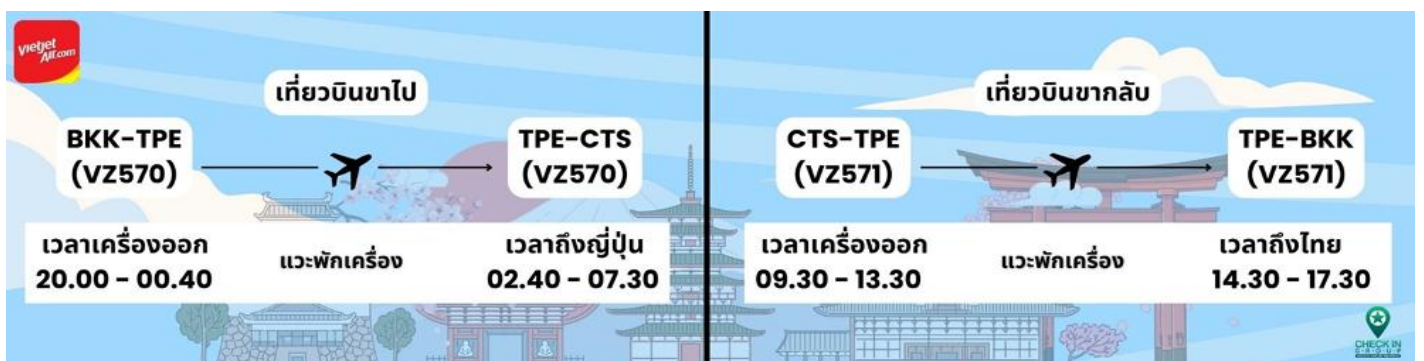 vietjet
Air.com
เที่ยวบินขาไป
BKK-TPE
(VZ570)
TPE-CTS
(VZ570)
เวลาเครื่องออก
20.00 - 00.40
แวะพักเครื่อง
เวลาถึงญี่ปุ่น
02.40 - 07.30
เที่ยวบินขากลับ
CTS-TPE
(VZ571)
TPE-BKK
(VZ571)
เวลาเครื่องออก
09.30 - 13.30
แวะพักเครื่อง
เวลาถึงไทย
14.30 - 17.30
CHECK IN
GROUP